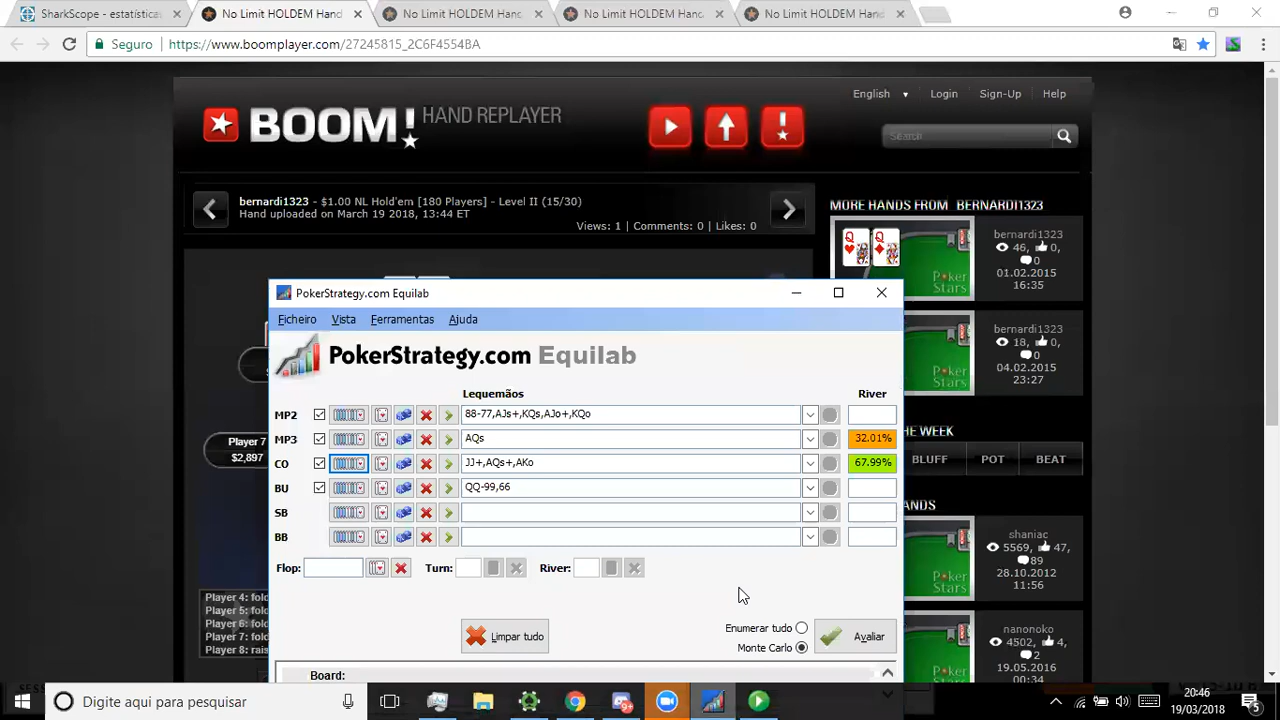 SharkScope - estatística
No Limit HOLDEM Hand
No Limit HOLDEM Hand
No Limit HOLDEM Hand
No Limit HOLDEM Hand
Seguro
https://www.boomplayer.com/27245815_2C6F4554BA
English
Login
Sign-Up
Help
BOOM!
HAND REPLAYER
Search
bernardi1323 - $1.00 NL Hold'em [180 Players] - Level II (15/30)
Hand uploaded on March 19 2018, 13:44 ET
Views: 1 | Comments: 0 | Likes: 0
MORE HANDS FROM BERNARDI1323
bernardi1323
46, 0,
0
01.02.2015
16:35
bernardi1323
18, 0,
0
04.02.2015
23:27
PokerStars
PokerStrategy.com Equilab
Ficheiro
Vista
Ferramentas
Ajuda
PokerStrategy.com Equilab
Lequemãos
River
MP2
88-77,AJs+,KQs,AJo+,KQo
MP3
AQs
32.01%
CO
JJ+,AQs+,AKo
67.99%
BU
QQ-99,66
SB
BB
Flop:
Turn:
River:
Enumerar tudo
Monte Carlo
Limpar tudo
Avaliar
Board:
Player 7
$2,897
Player 4: fold
Player 5: fold
Player 6: fold
Player 7: fold
Player 8: rais
E WEEK
BLUFF
POT
BEAT
ANDS
shaniac
5569, 47,
89
28.10.2012
11:56
nanonoko
4502, 4,
2
19.05.2016
00:34
Digite aqui para pesquisar
20:46
19/03/2018
5